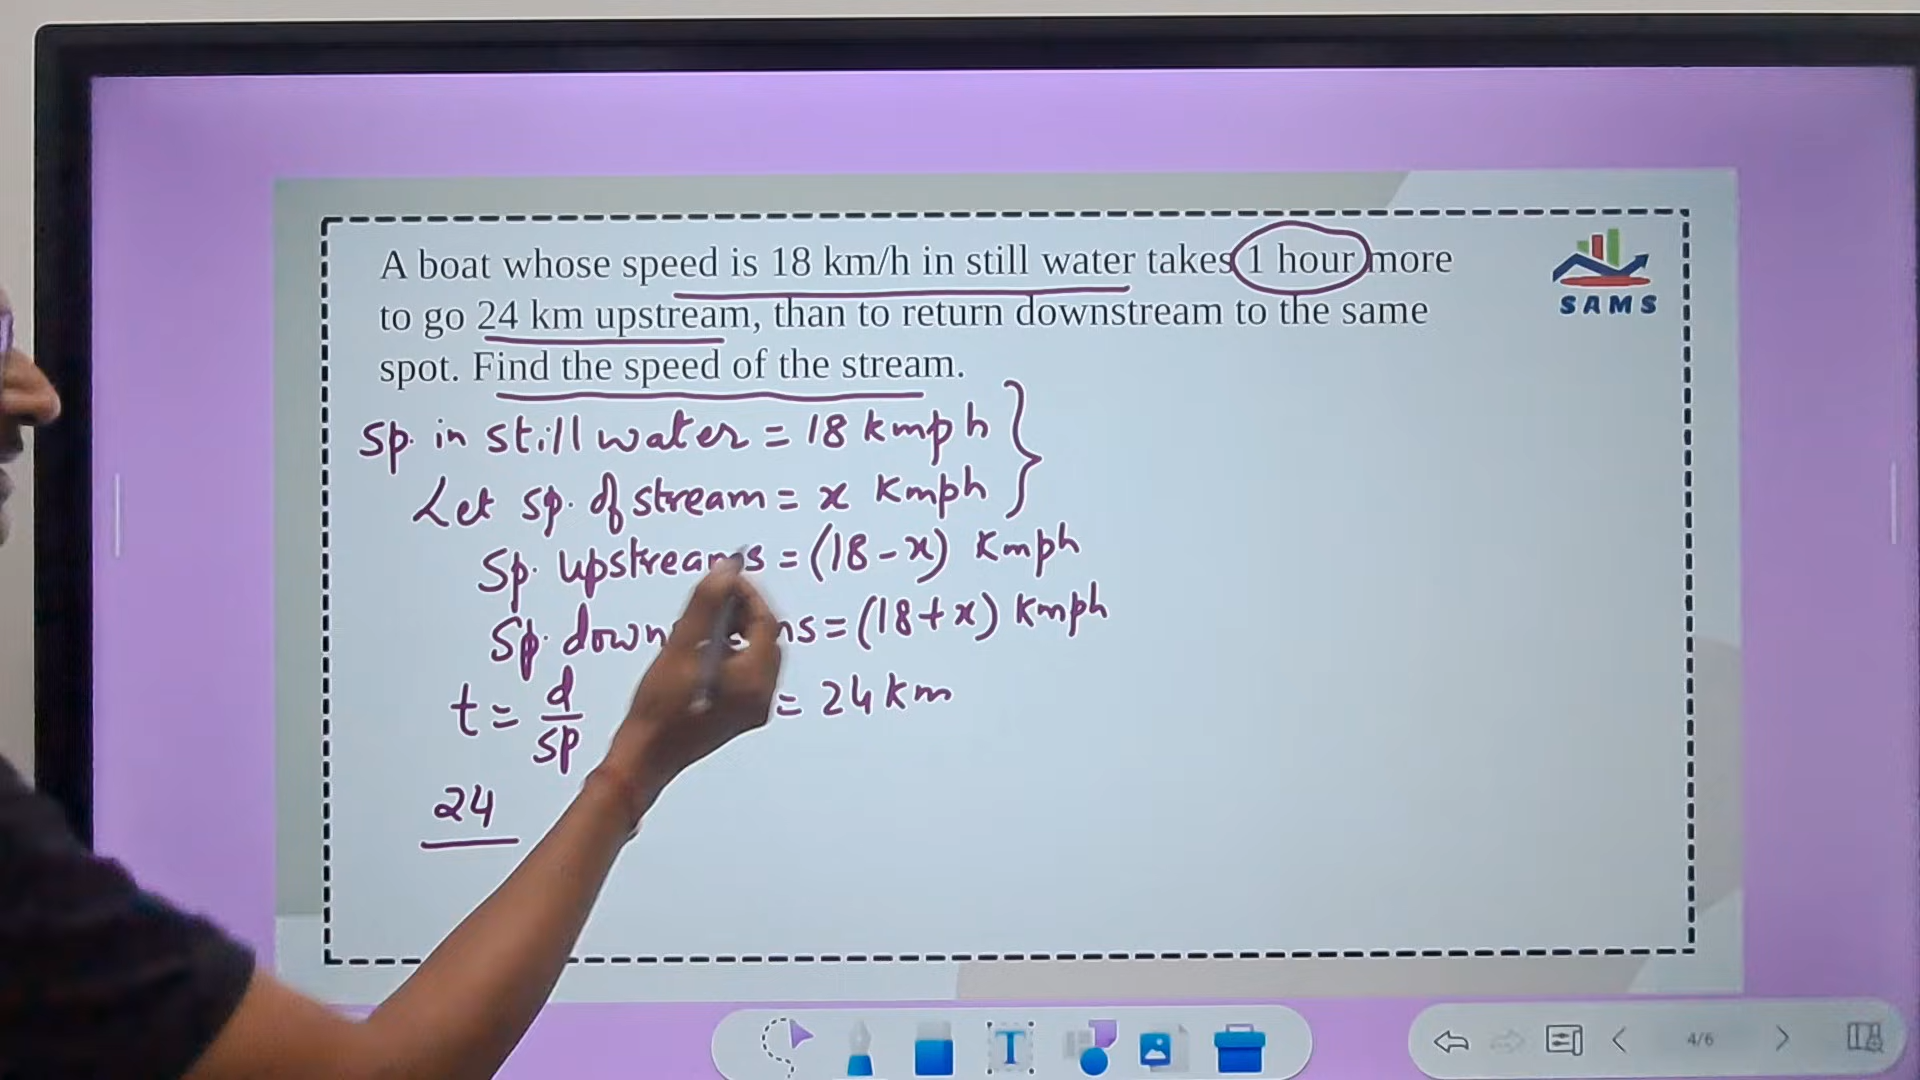 A boat whose speed is 18 km/h in still water takes 1 hour more
to go 24 km upstream, than to return downstream to the same
spot. Find the speed of the stream.
SAMS
Sp. in still water = 18 kmph
Let sp. of stream = x kmph
Sp. upstreams = (18-x) kmph
Sp. = (18+x) kmph
t = d/sp = 24 km
24
T
4/6